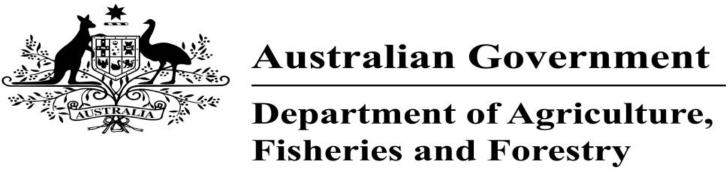 AUSTRALIA
Australian Government
Department of Agriculture,
Fisheries and Forestry